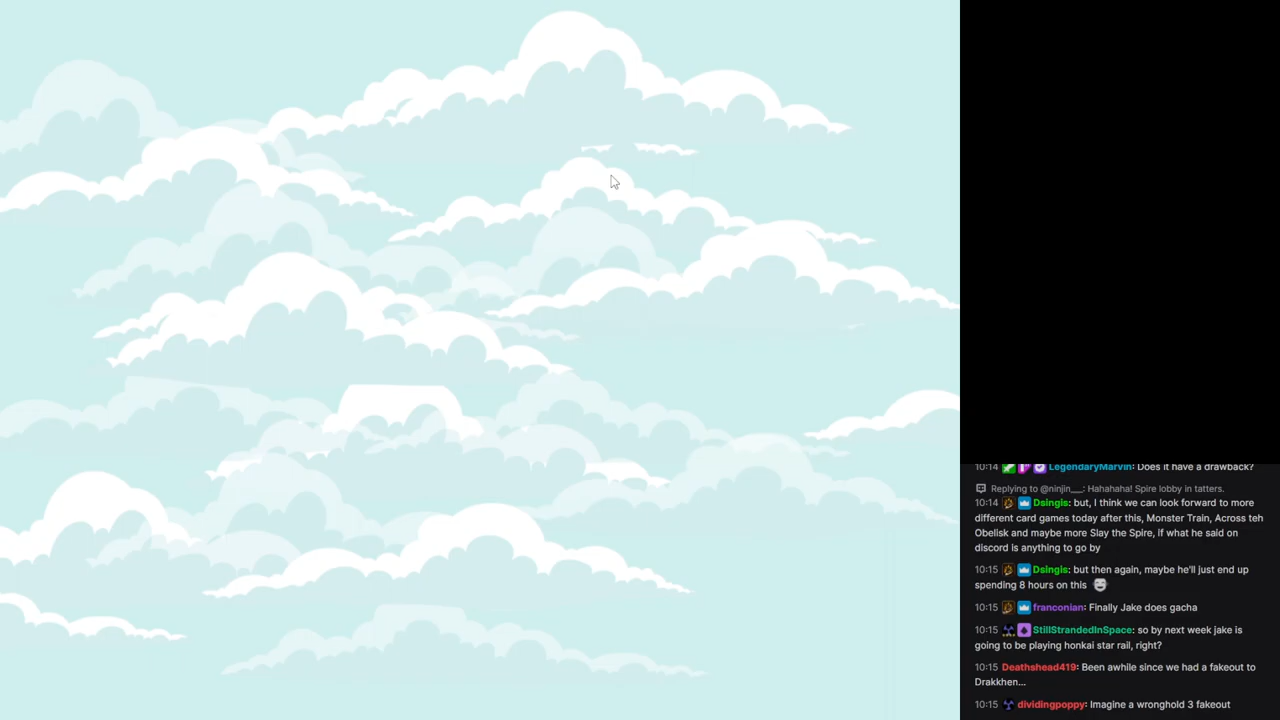 10:14 LegendaryMarvin: Does it have a drawback?
Replying to @ninjin___: Hahahaha! Spire lobby in tatters.
10:14 Dsingis: but, I think we can look forward to more
different card games today after this, Monster Train, Across teh
Obelisk and maybe more Slay the Spire, if what he said on
discord is anything to go by
10:15 Dsingis: but then again, maybe he'll just end up
spending 8 hours on this
10:15 franconian: Finally Jake does gacha
10:15 StillStrandedInSpace: so by next week jake is
going to be playing honkai star rail, right?
10:15 Deathshead419: Been awhile since we had a fakeout to
Drakkhen...
10:15 dividingpoppy: Imagine a wronghold 3 fakeout